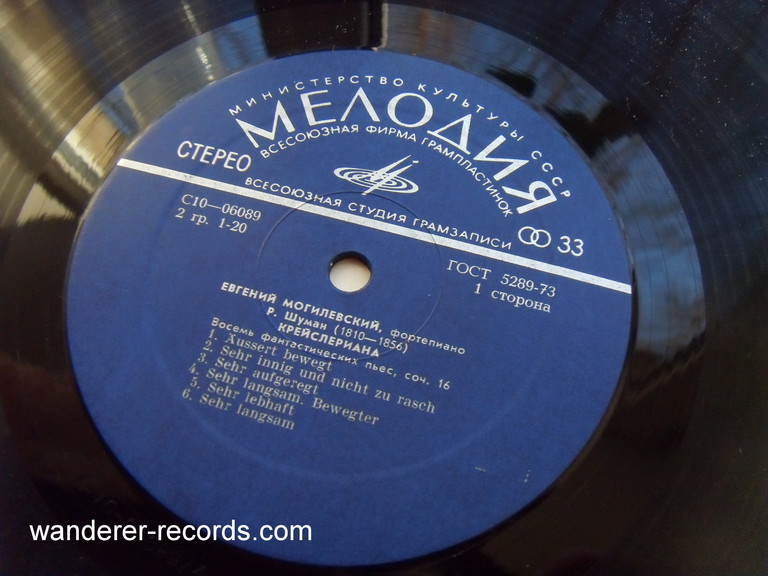 МИНИСТЕРСТВО КУЛЬТУРЫ СССР
МЕЛОДИЯ
ВСЕСОЮЗНАЯ ФИРМА ГРАМПЛАСТИНОК
СТЕРЕО
ВСЕСОЮЗНАЯ СТУДИЯ ГРАМЗАПИСИ
33
С10—06089
2 гр. 1-20
ГОСТ 5289-73
1 сторона
ЕВГЕНИЙ МОГИЛЕВСКИЙ, фортепиано
Р. Шуман (1810—1856)
КРЕЙСЛЕРИАНА
Восемь фантастических пьес, соч. 16
1. Äussert bewegt
2. Sehr innig und nicht zu rasch
3. Sehr aufgeregt
4. Sehr langsam. Bewegter
5. Sehr lebhaft
6. Sehr langsam
wanderer-records.com